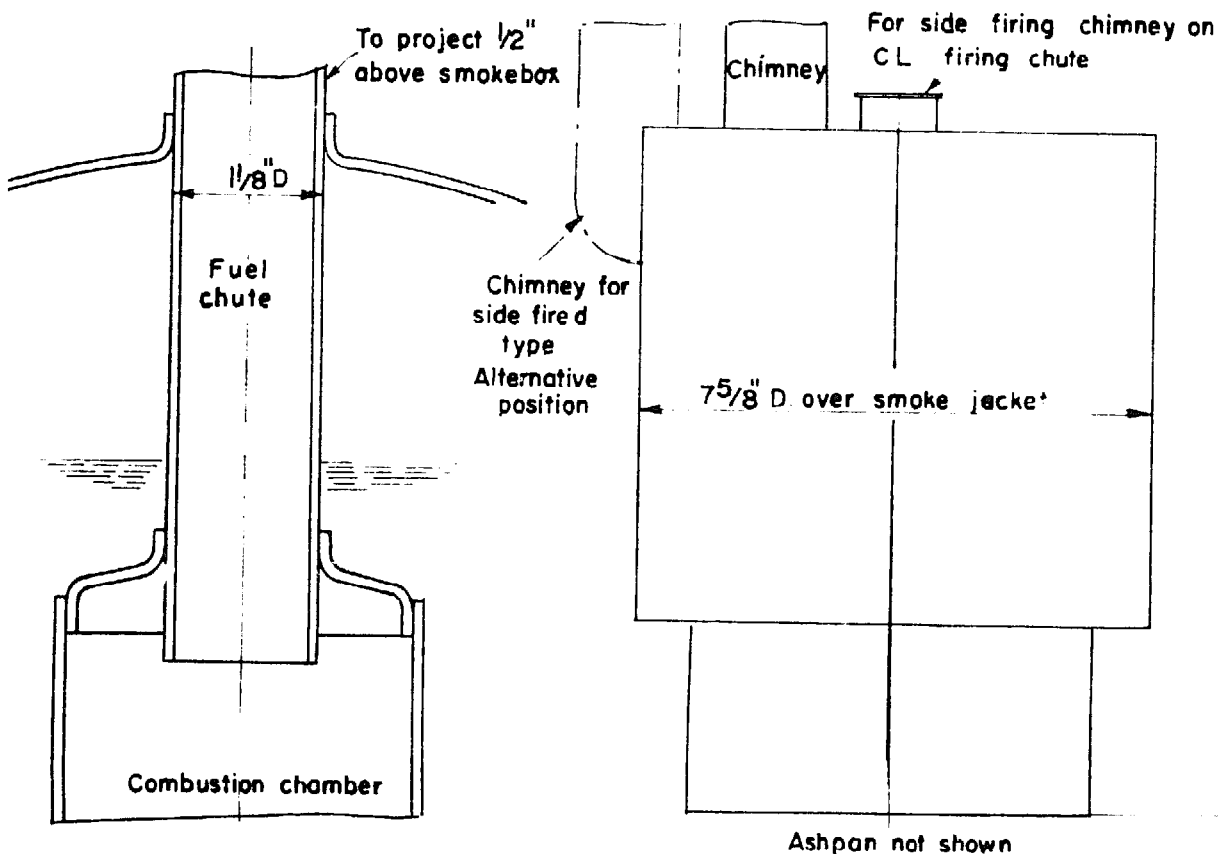 To project 1/2"
above smokebox
1 1/8" D
Fuel
chute
Combustion chamber
Chimney
For side firing chimney on
CL firing chute
Chimney for
side fired
type
Alternative
position
7 5/8" D. over smoke jacket
Ashpan not shown